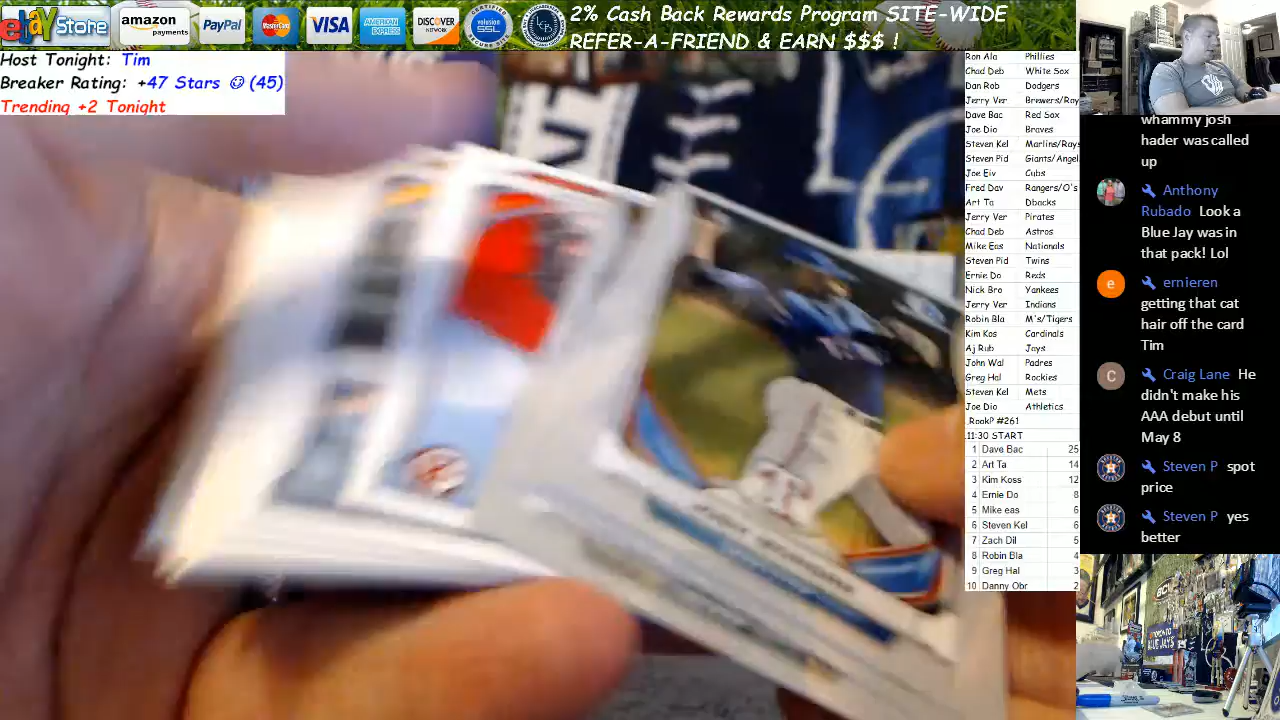 ebay Store
amazon payments
PayPal
MasterCard
VISA
AMERICAN EXPRESS
DISCOVER NETWORK
volusion SSL
2% Cash Back Rewards Program SITE-WIDE
REFER-A-FRIEND & EARN $$$ !
Host Tonight: Tim
Breaker Rating: +47 Stars ☺ (45)
Trending +2 Tonight
Ron Ala Phillies
Chad Deb White Sox
Dan Rob Dodgers
Jerry Ver Brewers/Roy
Dave Bac Red Sox
Joe Dio Braves
Steven Kel Marlins/Rays
Steven Pid Giants/Angel
Joe Eiv Cubs
Fred Dav Rangers/O's
Art Ta Dbacks
Jerry Ver Pirates
Chad Deb Astros
Mike Eas Nationals
Steven Pid Twins
Ernie Do Reds
Nick Bro Yankees
Jerry Ver Indians
Robin Bla M's/Tigers
Kim Kos Cardinals
Aj Rub Jays
John Wal Padres
Greg Hal Rockies
Steven Kel Mets
Joe Dio Athletics
RookP #261
11:30 START
1 Dave Bac 25
2 Art Ta 14
3 Kim Koss 12
4 Ernie Do 8
5 Mike eas 6
6 Steven Kel 6
7 Zach Dil 5
8 Robin Bla 4
9 Greg Hal 3
10 Danny Obr 2
whammy josh
hader was called
up
Anthony
Rubado Look a
Blue Jay was in
that pack! Lol
e ernieren
getting that cat
hair off the card
Tim
C Craig Lane He
didn't make his
AAA debut until
May 8
Steven P spot
price
Steven P yes
better
TORONTO
BLUE JAYS